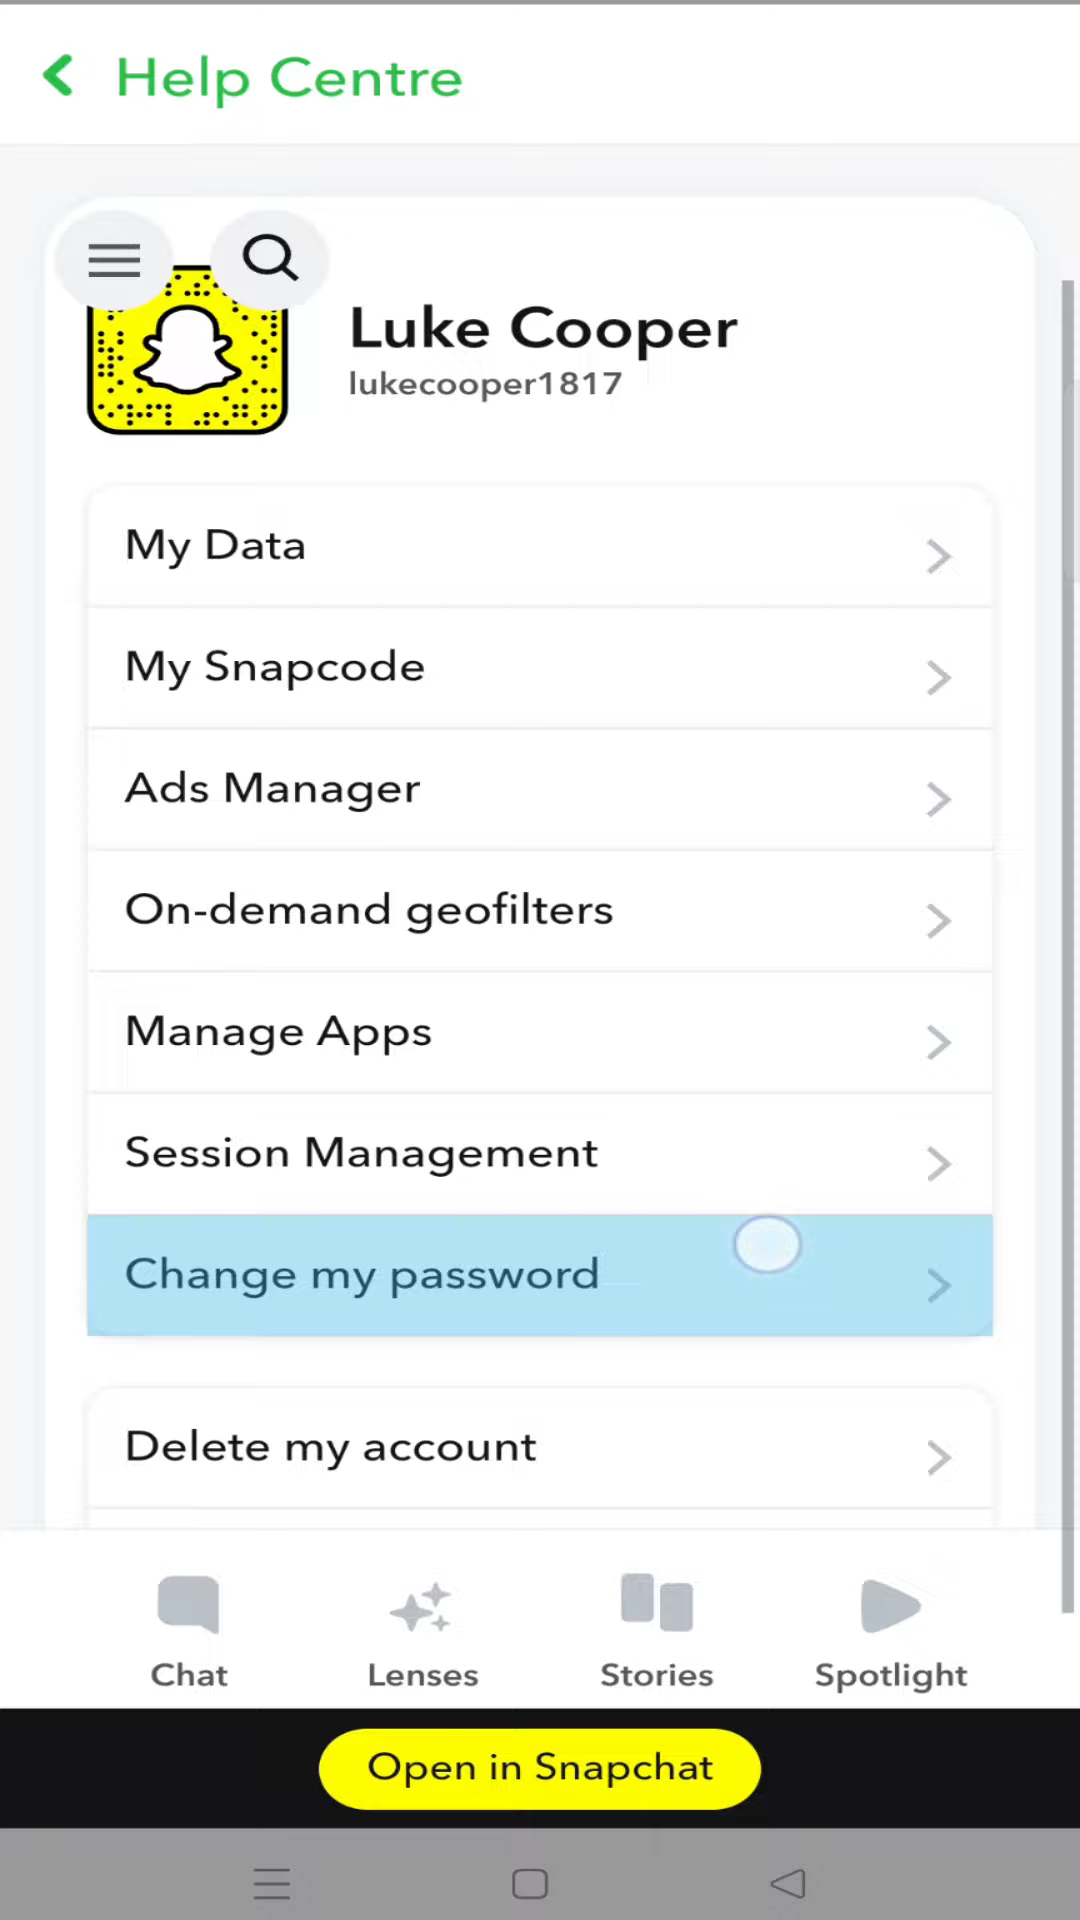 Help Centre
Luke Cooper
lukecooper1817
My Data
My Snapcode
Ads Manager
On-demand geofilters
Manage Apps
Session Management
Change my password
Delete my account
Chat Lenses Stories Spotlight
Open in Snapchat